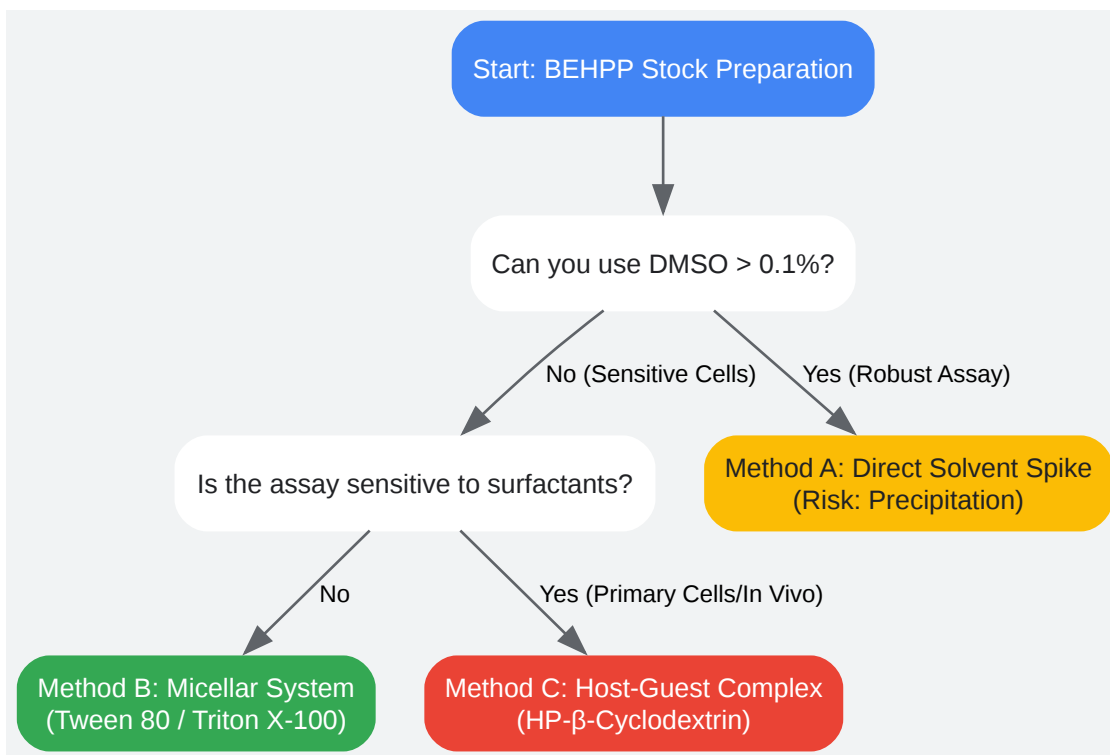 Start: BEHPP Stock Preparation
Can you use DMSO > 0.1%?
No (Sensitive Cells)
Yes (Robust Assay)
Is the assay sensitive to surfactants?
Method A: Direct Solvent Spike
(Risk: Precipitation)
No
Yes (Primary Cells/In Vivo)
Method B: Micellar System
(Tween 80 / Triton X-100)
Method C: Host-Guest Complex
(HP-β-Cyclodextrin)